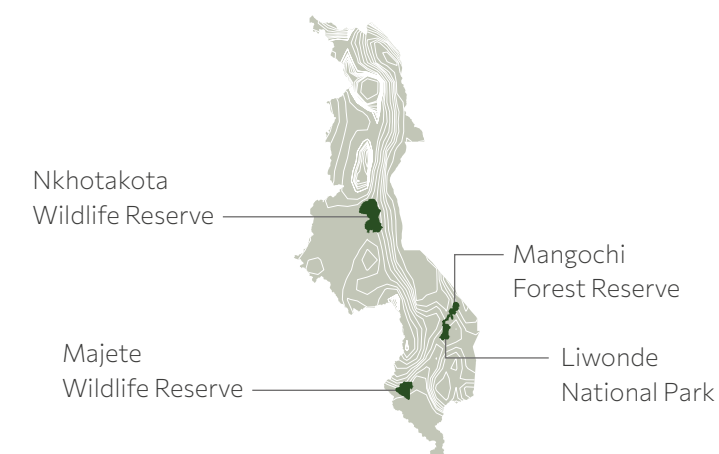 Nkhotakota
Wildlife Reserve
Mangochi
Forest Reserve
Majete
Wildlife Reserve
Liwonde
National Park